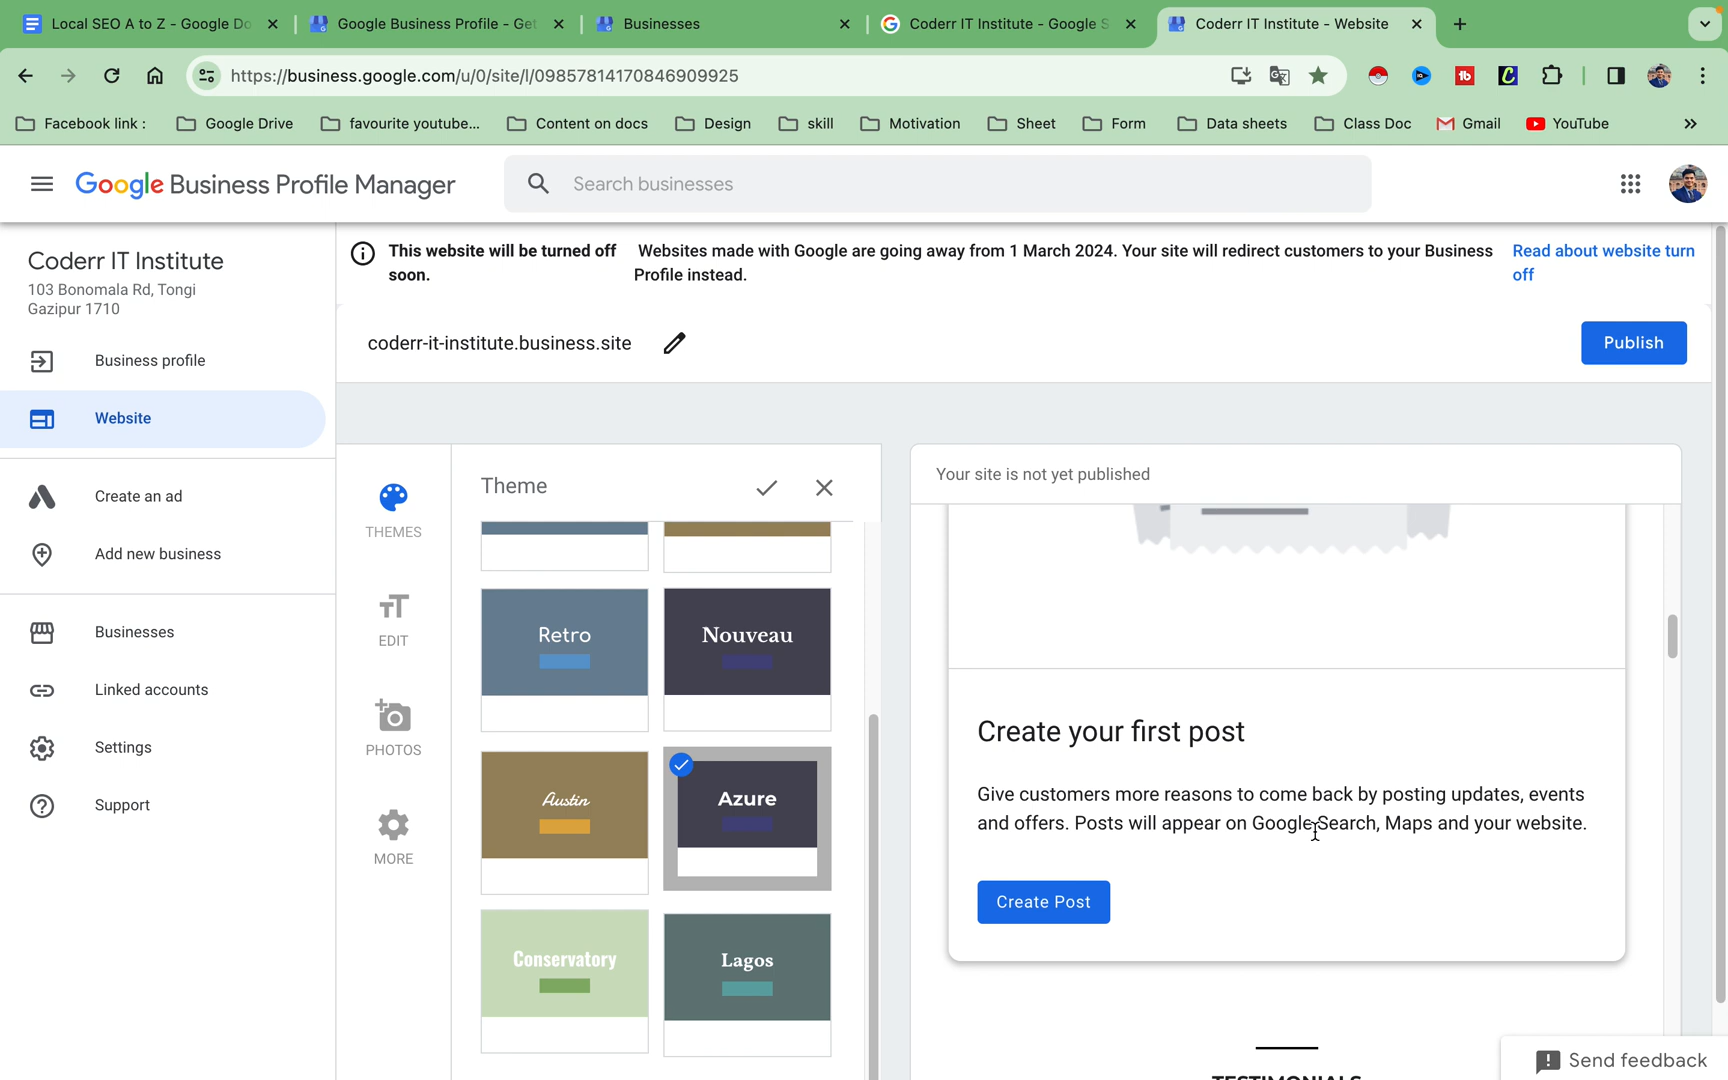 Local SEO A to Z - Google Do
Google Business Profile - Get
Businesses
Coderr IT Institute - Google S
Coderr IT Institute - Website
https://business.google.com/u/0/site/l/09857814170846909925
Facebook link :
Google Drive
favourite youtube...
Content on docs
Design
skill
Motivation
Sheet
Form
Data sheets
Class Doc
Gmail
YouTube
Google Business Profile Manager
Search businesses
Coderr IT Institute
103 Bonomala Rd, Tongi
Gazipur 1710
Business profile
Website
Create an ad
Add new business
Businesses
Linked accounts
Settings
Support
This website will be turned off
soon.
Websites made with Google are going away from 1 March 2024. Your site will redirect customers to your Business
Profile instead.
Read about website turn
off
coderr-it-institute.business.site
Publish
THEMES
EDIT
PHOTOS
MORE
Theme
Retro
Nouveau
Austin
Azure
Conservatory
Lagos
Your site is not yet published
Create your first post
Give customers more reasons to come back by posting updates, events
and offers. Posts will appear on Google Search, Maps and your website.
Create Post
TESTIMONIALS
Send feedback